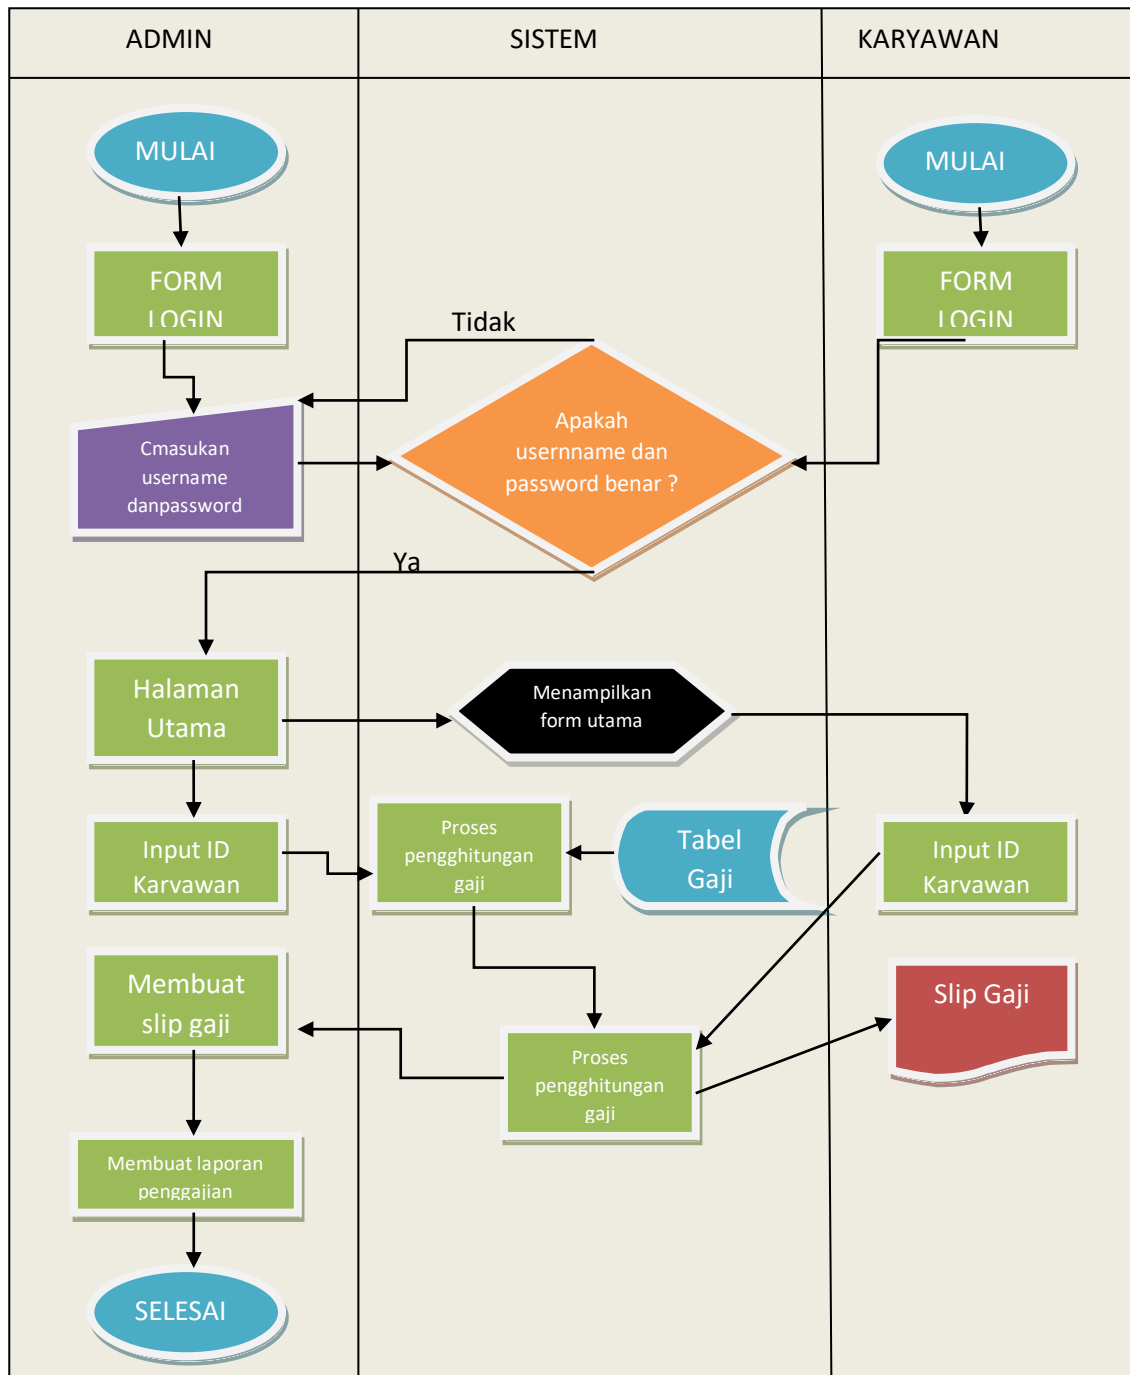 ADMIN
SISTEM
KARYAWAN
MULAI
MULAI
FORM
LOGIN
FORM
LOGIN
Tidak
Apakah
usernname dan
password benar ?
Cmasukan
username
danpassword
Ya
Halaman
Utama
Menampilkan
form utama
Input ID
Karyawan
Proses
pengghitungan
gaji
Tabel
Gaji
Input ID
Karyawan
Membuat
slip gaji
Slip Gaji
Proses
pengghitungan
gaji
Membuat laporan
penggajian
SELESAI